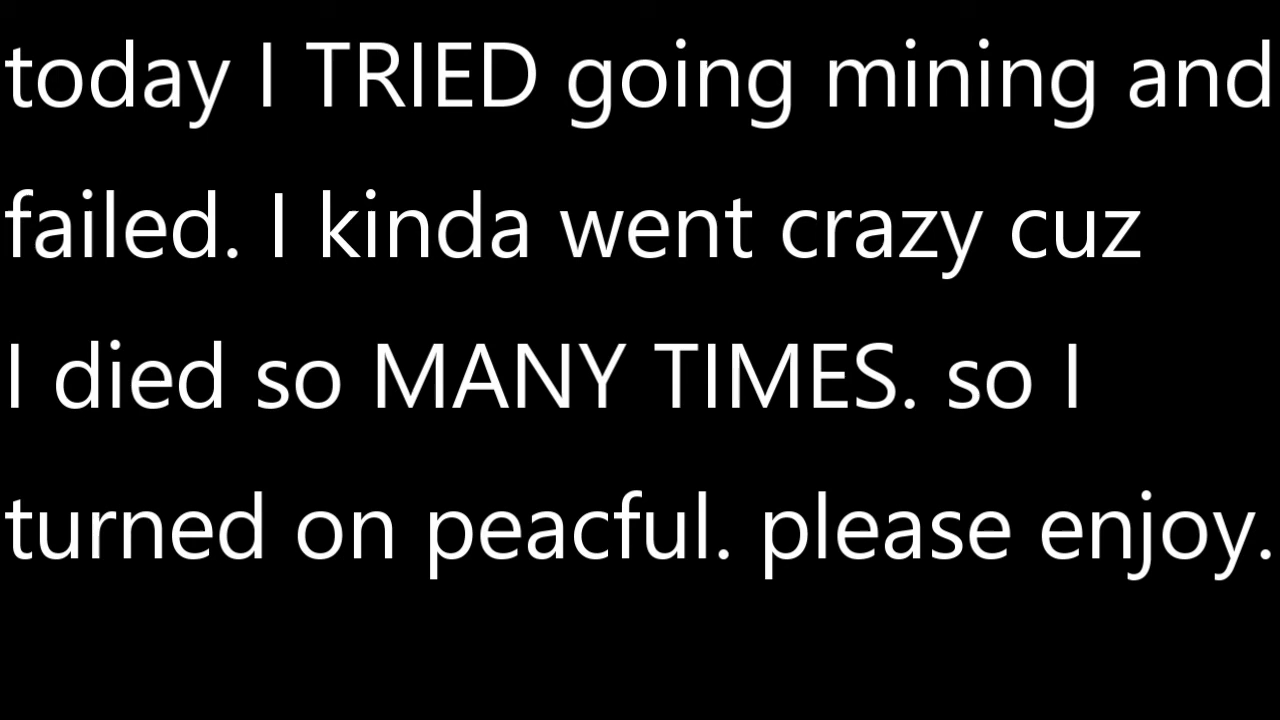 today I TRIED going mining and
failed. I kinda went crazy cuz
I died so MANY TIMES. so I
turned on peacful. please enjoy.